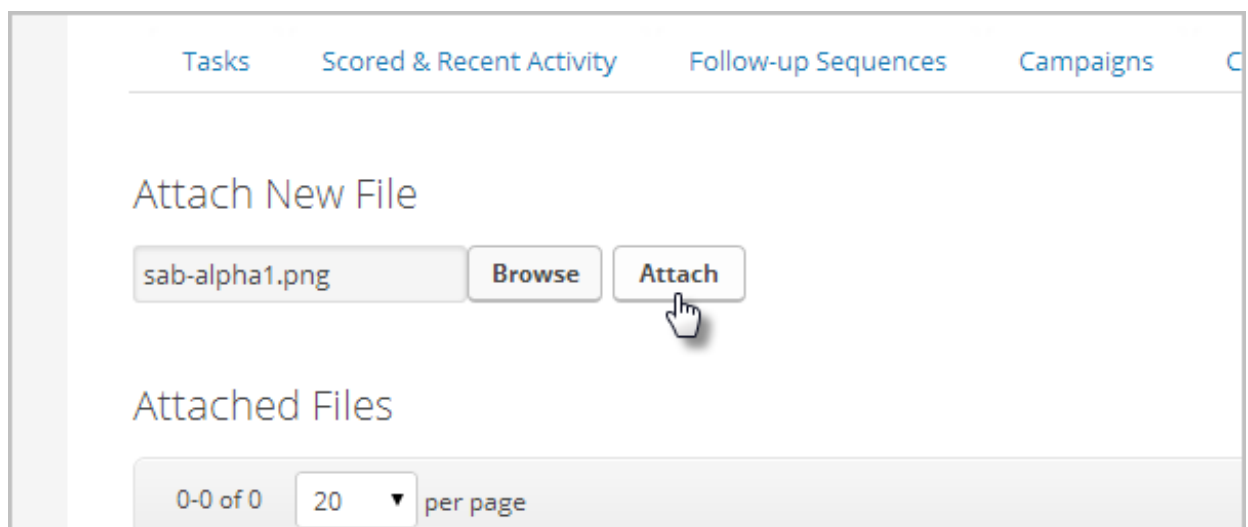 Tasks Scored & Recent Activity Follow-up Sequences Campaigns
Attach New File
sab-alpha1.png Browse Attach
Attached Files
0-0 of 0 20 per page